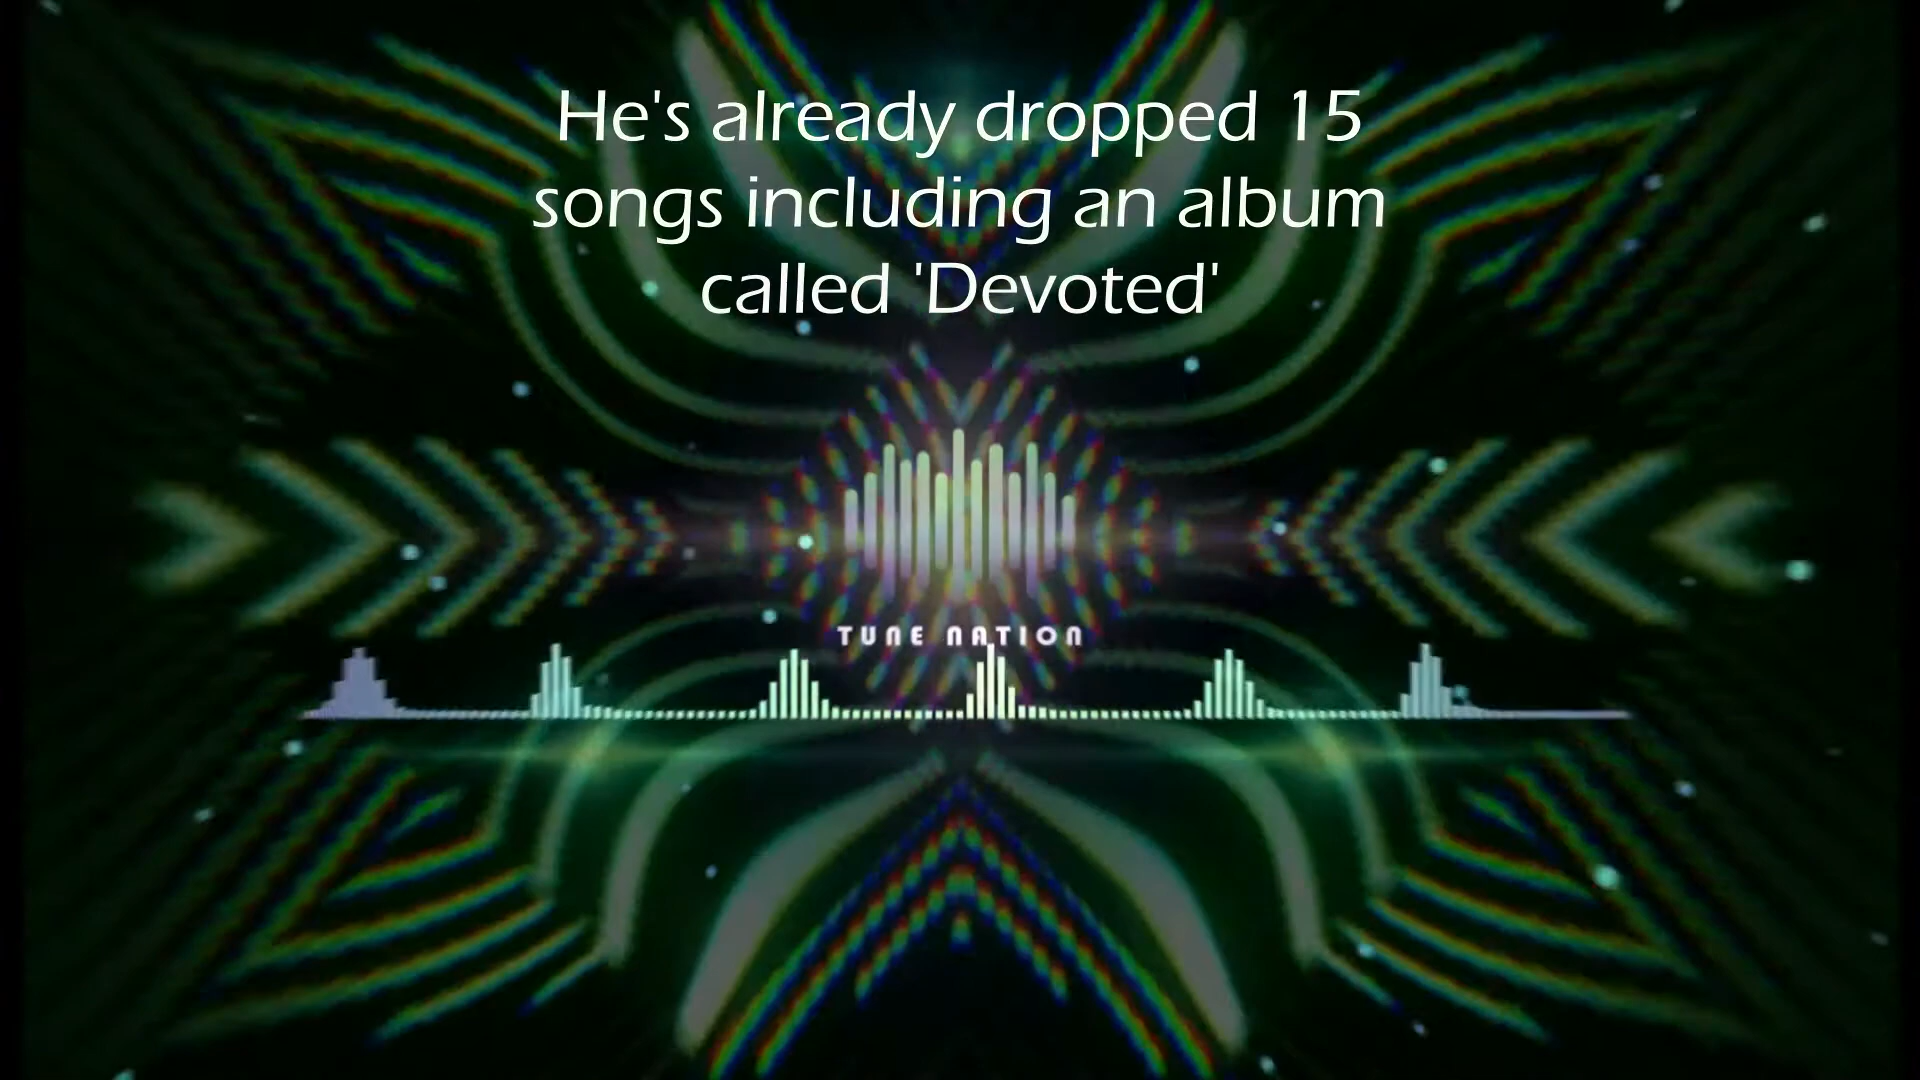 He's already dropped 15
songs including an album
called 'Devoted'
TUNE NATION